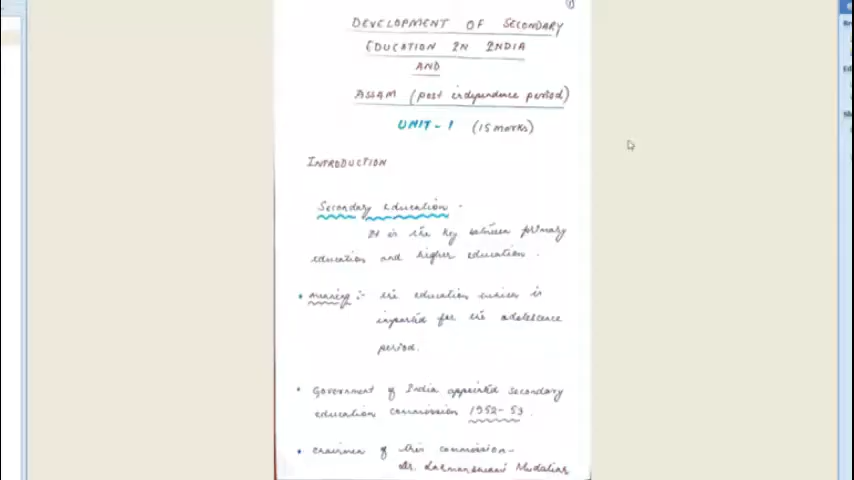 DEVELOPMENT OF SECONDARY
EDUCATION IN INDIA
AND
ASSAM (post independence period)
UNIT-1 (15 marks)
INTRODUCTION
Secondary education -
It is the key between primary
education and higher education.
• Meaning :- the education which is
imparted for the adolescence
period.
• Government of India appointed secondary
education commission 1952-53.
• Chairman of this commission-
Dr. Lakmanswami Mudaliar